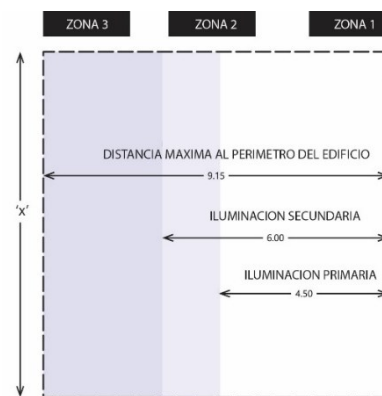 ZONA 3 ZONA 2 ZONA 1
DISTANCIA MAXIMA AL PERIMETRO DEL EDIFICIO
9.15
'x'
ILUMINACION SECUNDARIA
6.00
ILUMINACION PRIMARIA
4.50